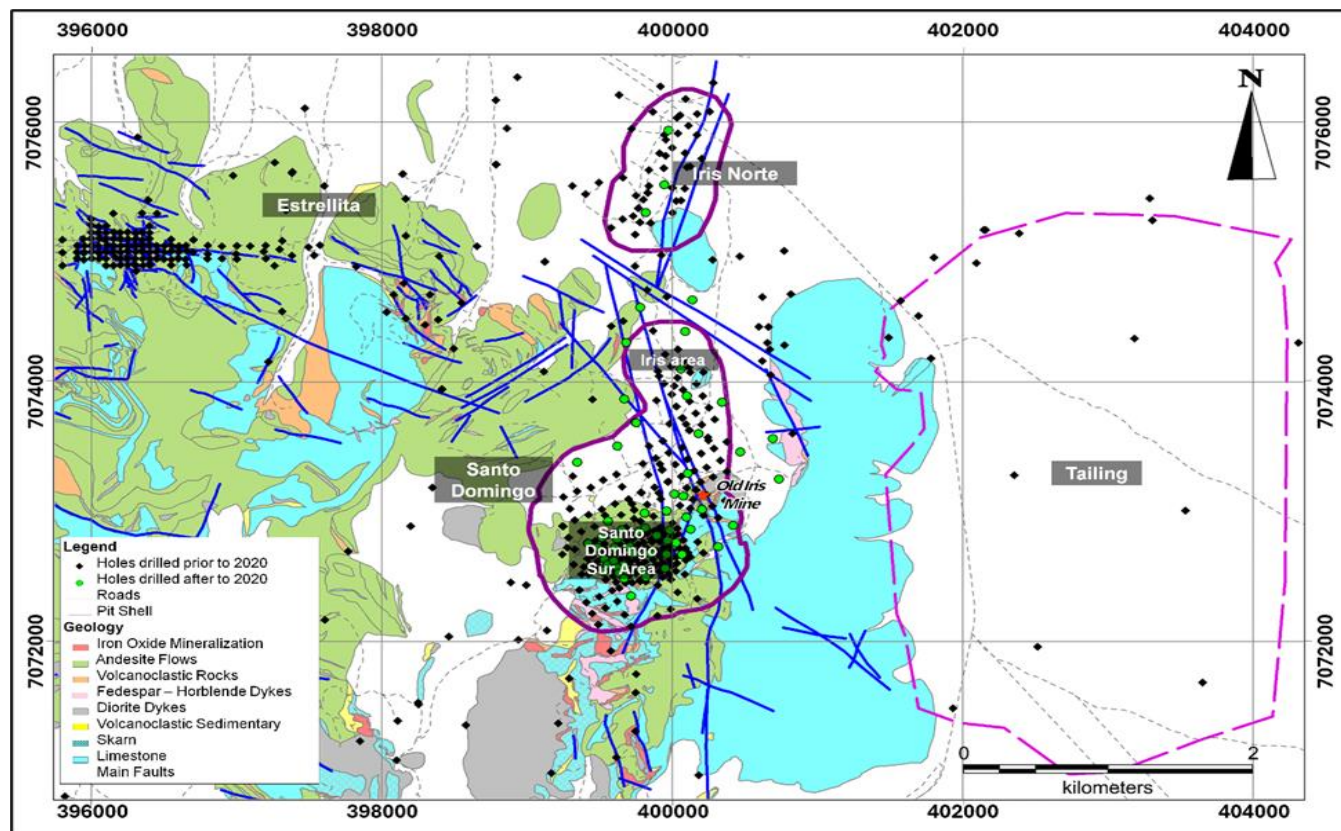 396000 398000 400000 402000 404000
N
7076000
7076000
Iris Norte
Estrellita
7074000
7074000
Iris area
Santo
Domingo
Tailing
Old Iris
Mine
Santo
Domingo
Sur Area
Legend
Holes drilled prior to 2020
Holes drilled after to 2020
Roads
Pit Shell
Geology
Iron Oxide Mineralization
Andesite Flows
Volcanoclastic Rocks
Fedespar – Horblende Dykes
Diorite Dykes
Volcanoclastic Sedimentary
Skarn
Limestone
Main Faults
7072000
7072000
0 2
kilometers
396000 398000 400000 402000 404000